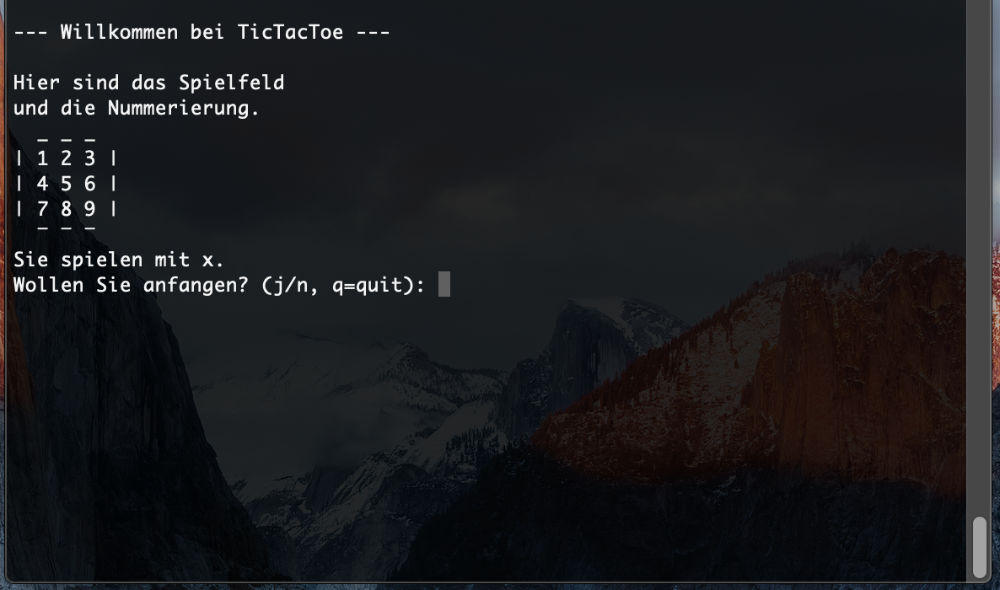 --- Willkommen bei TicTacToe ---
Hier sind das Spielfeld
und die Nummerierung.
_ _ _
| 1 2 3 |
| 4 5 6 |
| 7 8 9 |
_ _ _
Sie spielen mit x.
Wollen Sie anfangen? (j/n, q=quit):